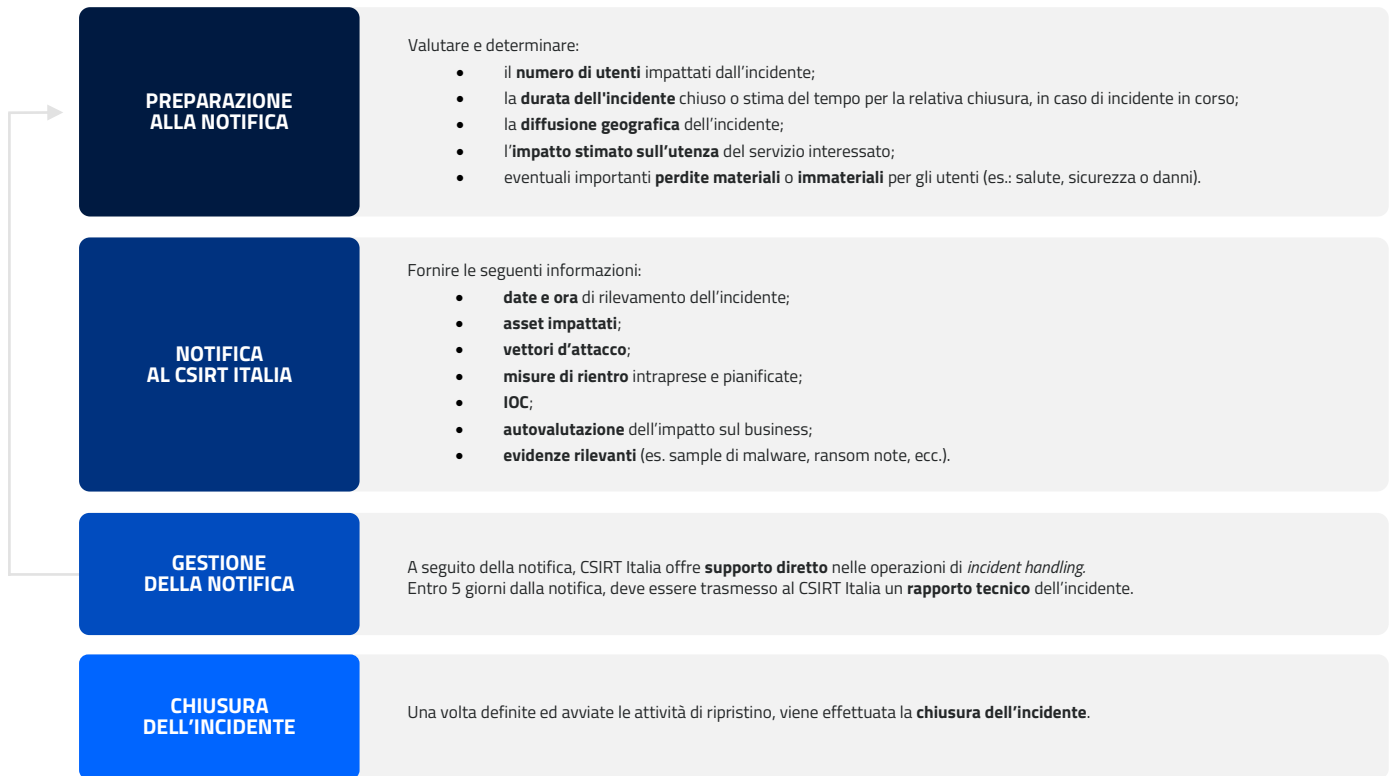 PREPARAZIONE
ALLA NOTIFICA
Valutare e determinare:
• il numero di utenti impattati dall'incidente;
• la durata dell'incidente chiuso o stima del tempo per la relativa chiusura, in caso di incidente in corso;
• la diffusione geografica dell'incidente;
• l'impatto stimato sull'utenza del servizio interessato;
• eventuali importanti perdite materiali o immateriali per gli utenti (es.: salute, sicurezza o danni).
NOTIFICA
AL CSIRT ITALIA
Fornire le seguenti informazioni:
• date e ora di rilevamento dell'incidente;
• asset impattati;
• vettori d'attacco;
• misure di rientro intraprese e pianificate;
• IOC;
• autovalutazione dell'impatto sul business;
• evidenze rilevanti (es. sample di malware, ransom note, ecc.).
GESTIONE
DELLA NOTIFICA
A seguito della notifica, CSIRT Italia offre supporto diretto nelle operazioni di incident handling.
Entro 5 giorni dalla notifica, deve essere trasmesso al CSIRT Italia un rapporto tecnico dell'incidente.
CHIUSURA
DELL'INCIDENTE
Una volta definite ed avviate le attività di ripristino, viene effettuata la chiusura dell'incidente.